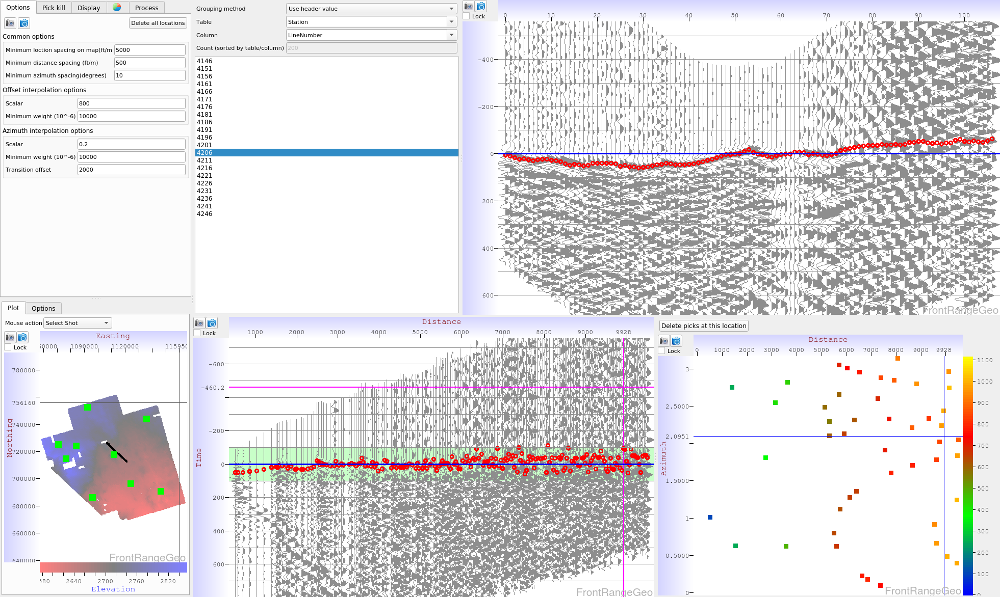 Options Pick kill Display Process
Delete all locations
Common options
Minimum loction spacing on map(ft/m 5000
Minimum distance spacing (ft/m) 500
Minimum azimuth spacing(degrees) 10
Offset interpolation options
Scalar 800
Minimum weight (10^-6) 10000
Azimuth interpolation options
Scalar 0.2
Minimum weight (10^-6) 10000
Transition offset 2000
Grouping method Use header value
Table Station
Column LineNumber
Count (sorted by table/column) 200
4146
4151
4156
4161
4166
4171
4176
4181
4186
4191
4196
4201
4206
4211
4216
4221
4226
4231
4236
4241
4246
Lock
0 10 20 30 40 50 60 70 80 90 100
-400
-200
0
200
400
600
FrontRangeGeo
Plot Options
Mouse action Select Shot
Lock
Easting
1090000 1120000
Northing
780000
756160
740000
720000
700000
680000
660000
640000
FrontRangeGeo
580 2640 2700 2760 2820
Elevation
Lock
Distance
1000 2000 3000 4000 5000 6000 7000 8000 9000 9928
Time
-600
-460.2
-200
0
200
400
600
FrontRangeGeo
Delete picks at this location
Lock
Distance
0 1000 2000 3000 4000 5000 6000 7000 8000 9000 9928
Azimuth
3
2.5000
2.0951
1.5000
1
0.5000
0
1100
1000
900
800
700
600
500
400
300
200
100
0
FrontRangeGeo